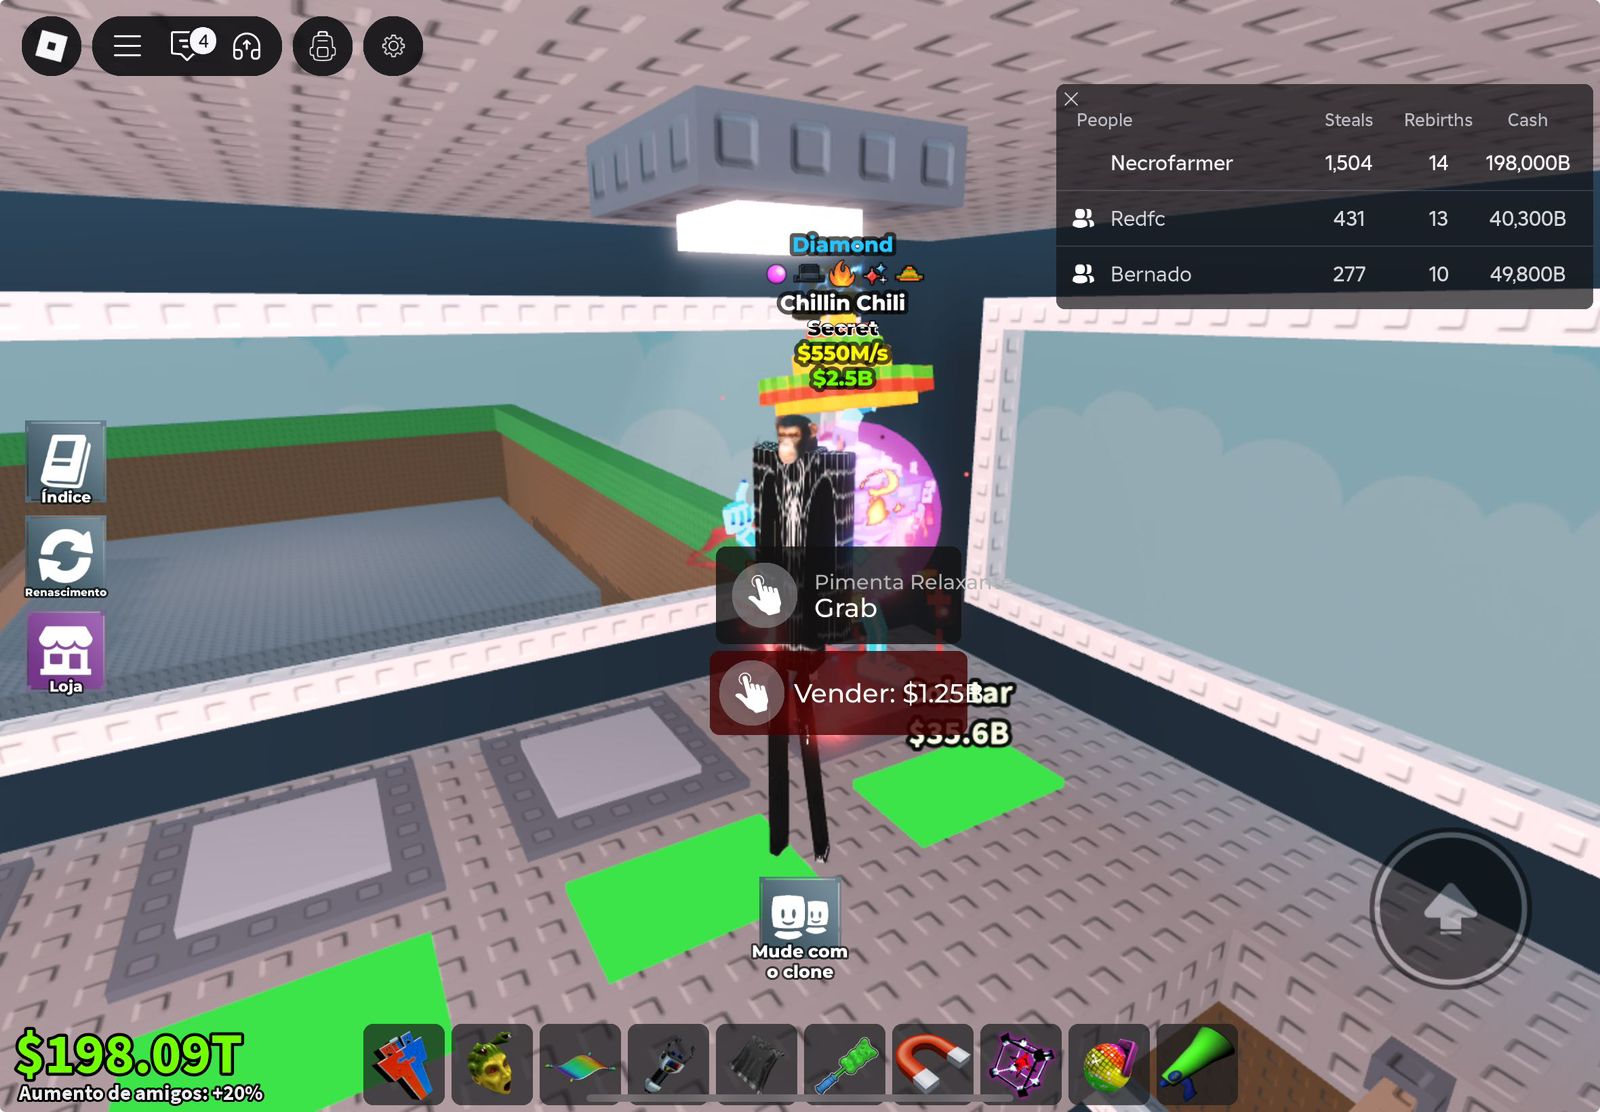 4
People Steals Rebirths Cash
Necrofarmer 1,504 14 198,000B
Redfc 431 13 40,300B
Bernado 277 10 49,800B
Diamond
Chillin Chili
Secret
$550M/s
$2.5B
Índice
Renascimento
Loja
Pimenta Relaxante
Grab
Vender: $1.25B
$35.6B
Mude com
o clone
$198.09T
Aumento de amigos: +20%